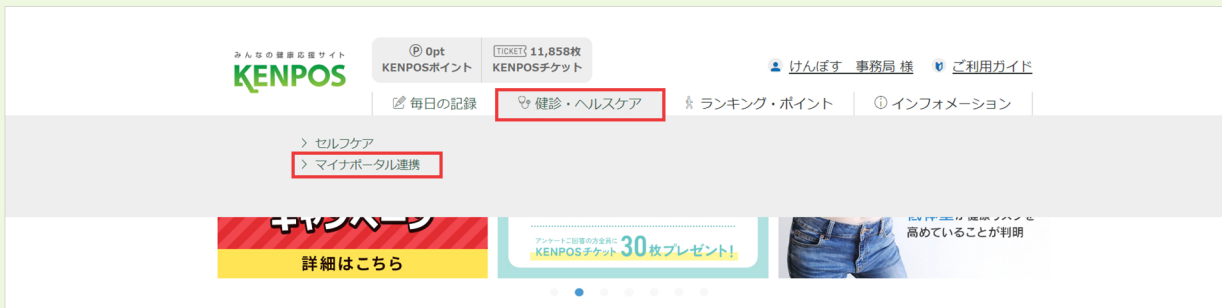 みんなの健康応援サイト
KENPOS
Ⓟ 0pt
KENPOSポイント
TICKET 11,858枚
KENPOSチケット
けんぽす　事務局 様
ご利用ガイド
毎日の記録
健診・ヘルスケア
ランキング・ポイント
インフォメーション
> セルフケア
> マイナポータル連携
キャンペーン
詳細はこちら
アンケートご回答の方全員に
KENPOSチケット30枚プレゼント!
低体重が健康リスクを
高めていることが判明